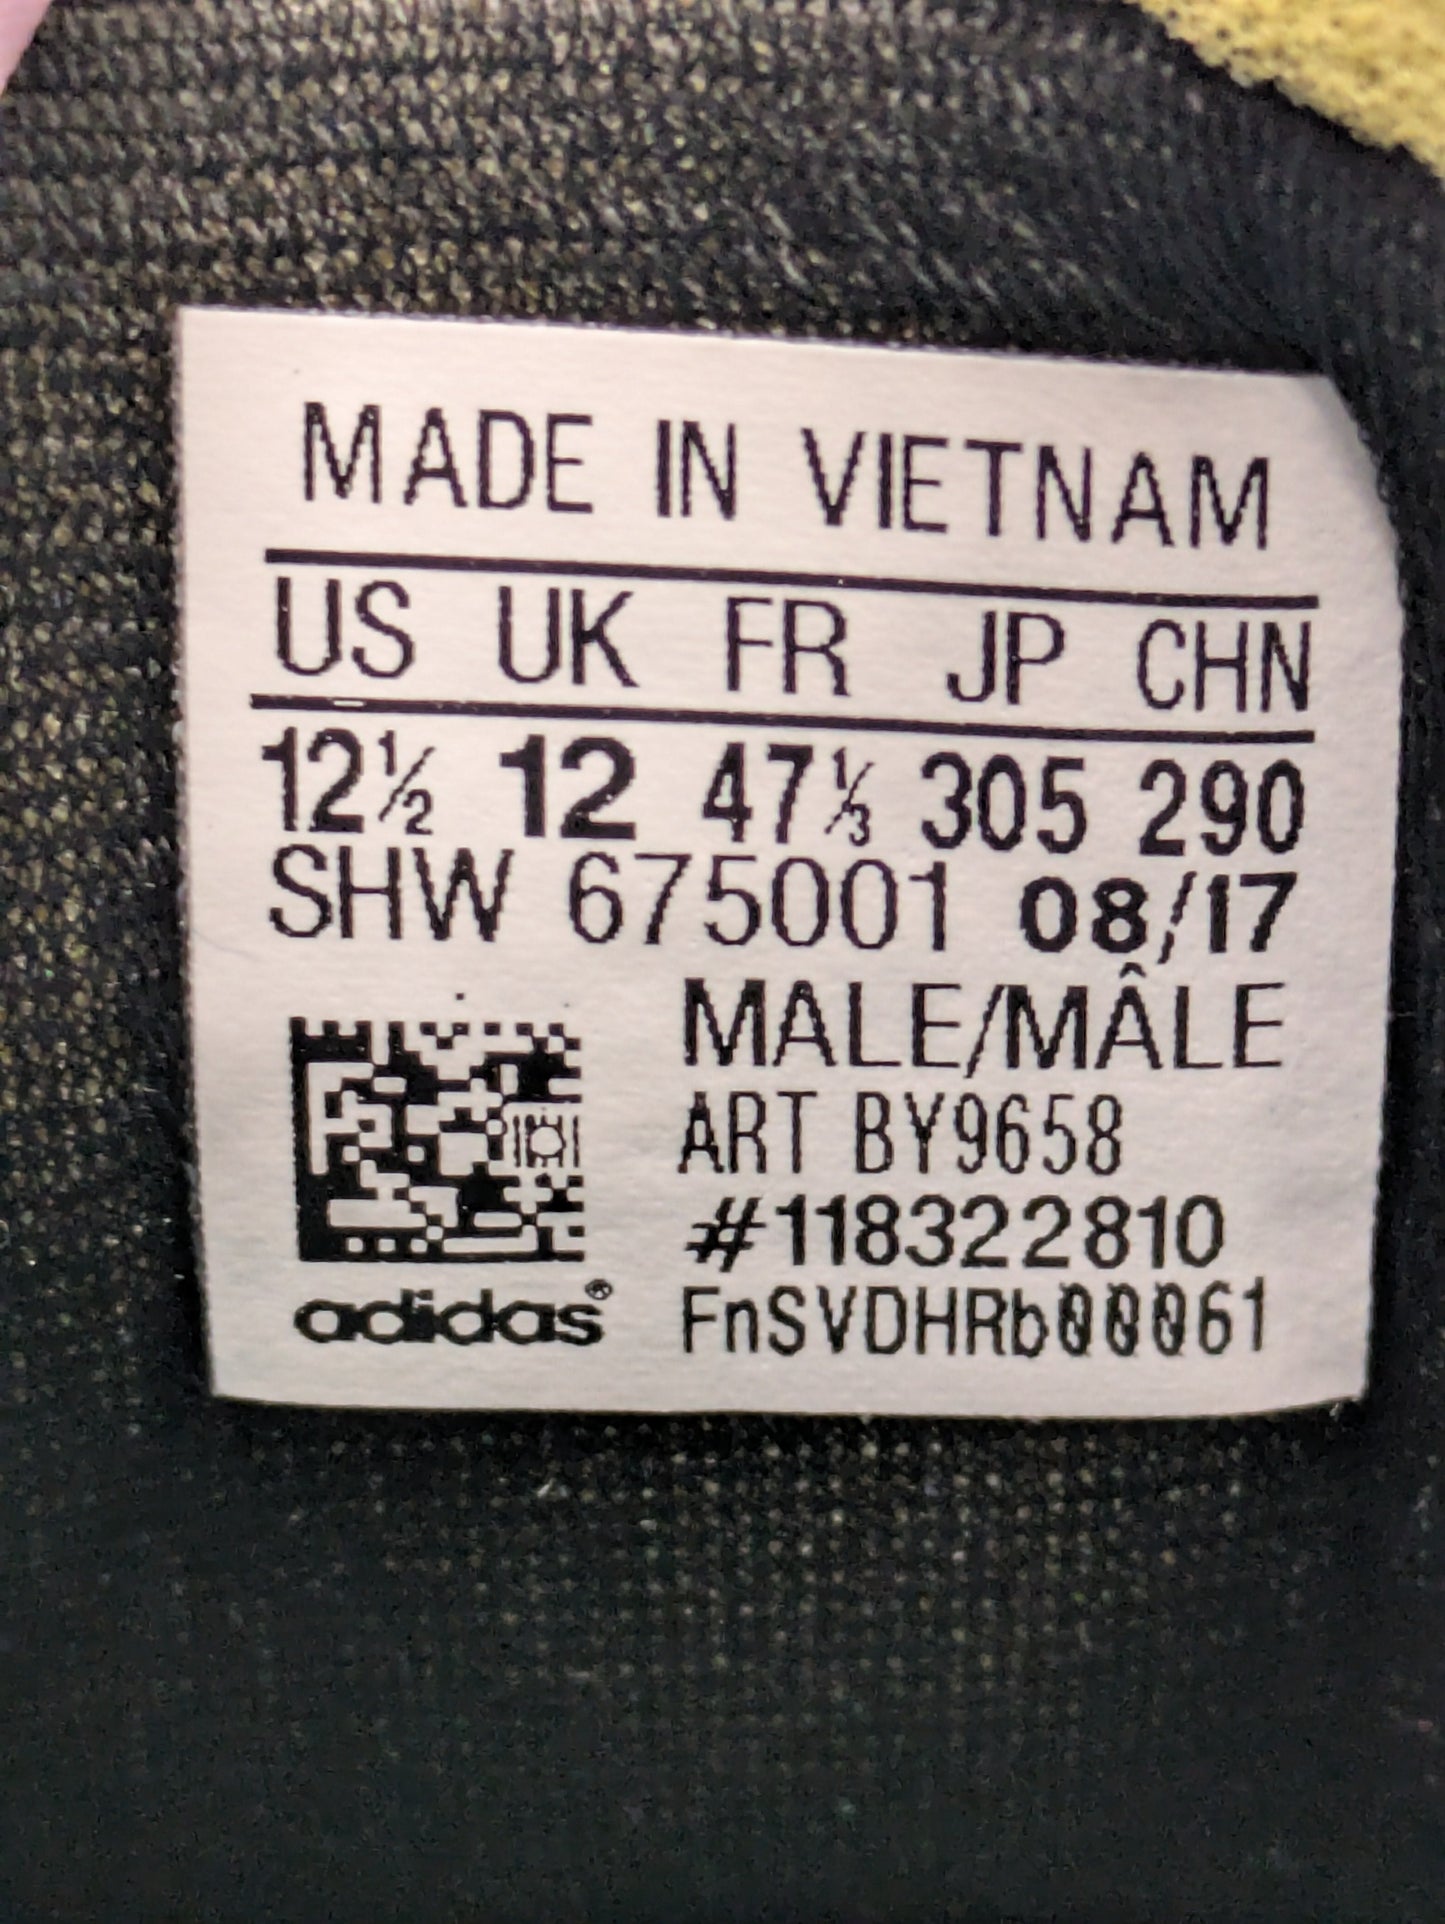 MADE IN VIETNAM
US UK FR JP CHN
12½ 12 47⅓ 305 290
SHW 675001 08/17
MALE/MÂLE
ART BY9658
#118322810
adidas® FnSVDHRb00061